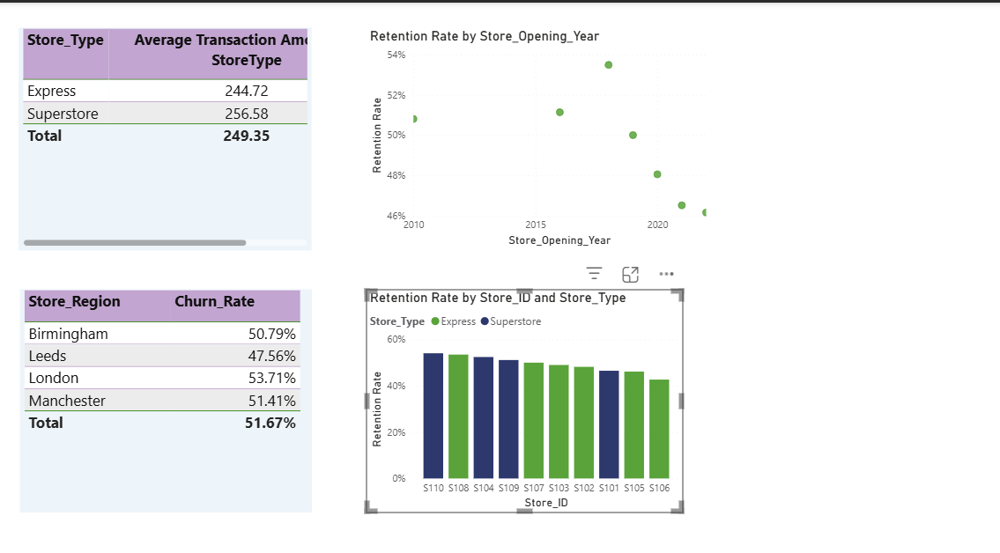 Store_Type Average Transaction Am
StoreType
Express 244.72
Superstore 256.58
Total 249.35
Retention Rate by Store_Opening_Year
54%
52%
50%
48%
46%
Retention Rate
2010 2015 2020
Store_Opening_Year
Store_Region Churn_Rate
Birmingham 50.79%
Leeds 47.56%
London 53.71%
Manchester 51.41%
Total 51.67%
Retention Rate by Store_ID and Store_Type
Store_Type Express Superstore
60%
40%
20%
0%
Retention Rate
S110 S108 S104 S109 S107 S103 S102 S101 S105 S106
Store_ID